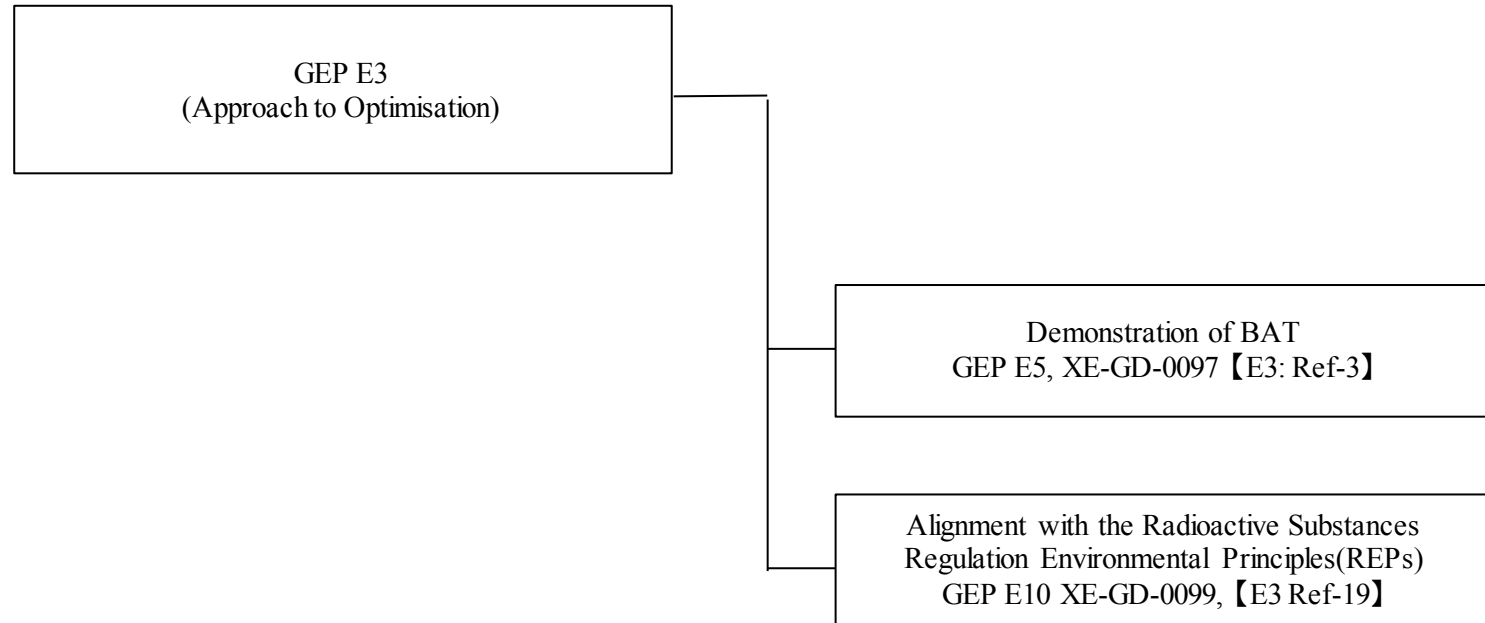 GEP E3
(Approach to Optimisation)
Demonstration of BAT
GEP E5, XE-GD-0097【E3: Ref-3】
Alignment with the Radioactive Substances
Regulation Environmental Principles(REPs)
GEP E10 XE-GD-0099,【E3 Ref-19】